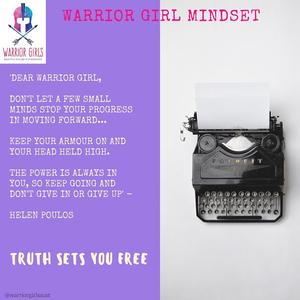 WARRIOR GIRL MINDSET
WARRIOR GIRLS
'DEAR WARRIOR GIRL,
DON'T LET A FEW SMALL
MINDS STOP YOUR PROGRESS
IN MOVING FORWARD...
KEEP YOUR ARMOUR ON AND
YOUR HEAD HELD HIGH.
THE POWER IS ALWAYS IN
YOU, SO KEEP GOING AND
DON'T GIVE IN OR GIVE UP' -
HELEN POULOS
TRUTH SETS YOU FREE